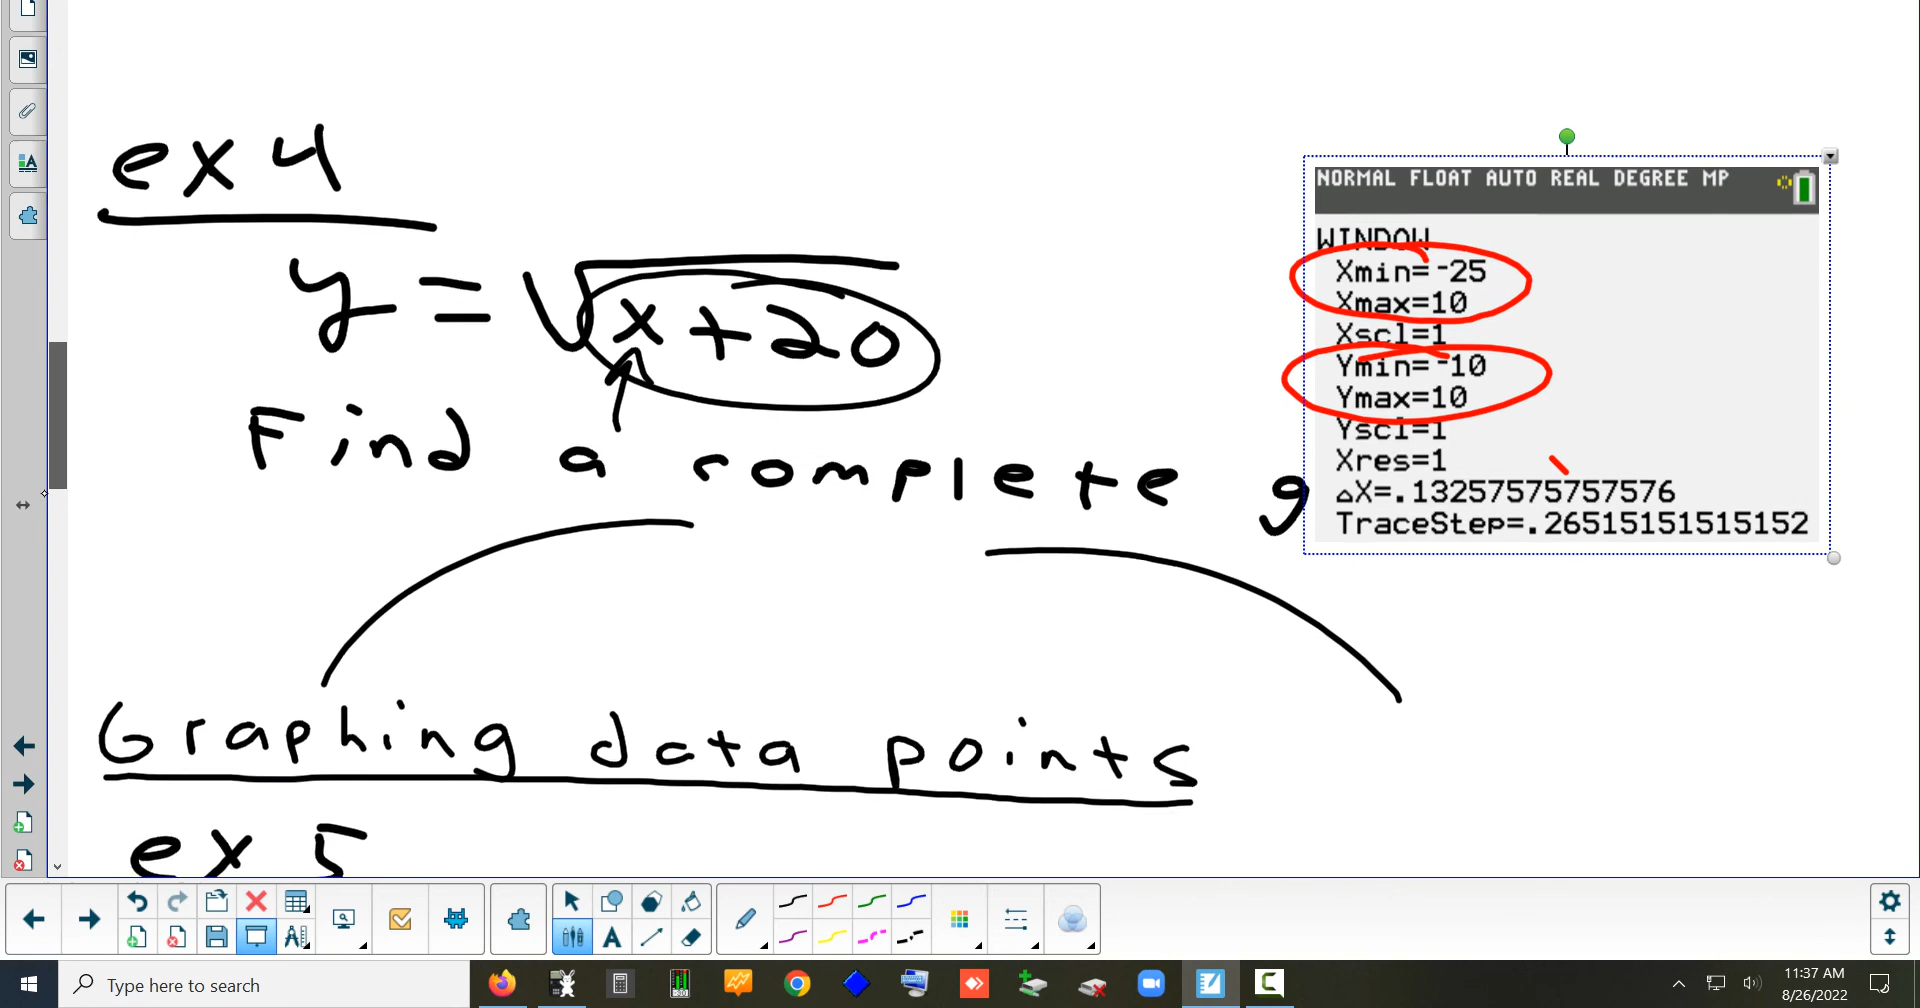 ex 4
y = √x+20
Find a complete g
NORMAL FLOAT AUTO REAL DEGREE MP
WINDOW
Xmin=-25
Xmax=10
Xscl=1
Ymin=-10
Ymax=10
Yscl=1
Xres=1
△X=.13257575757576
TraceStep=.26515151515152
Graphing data points
ex 5
Type here to search
11:37 AM
8/26/2022